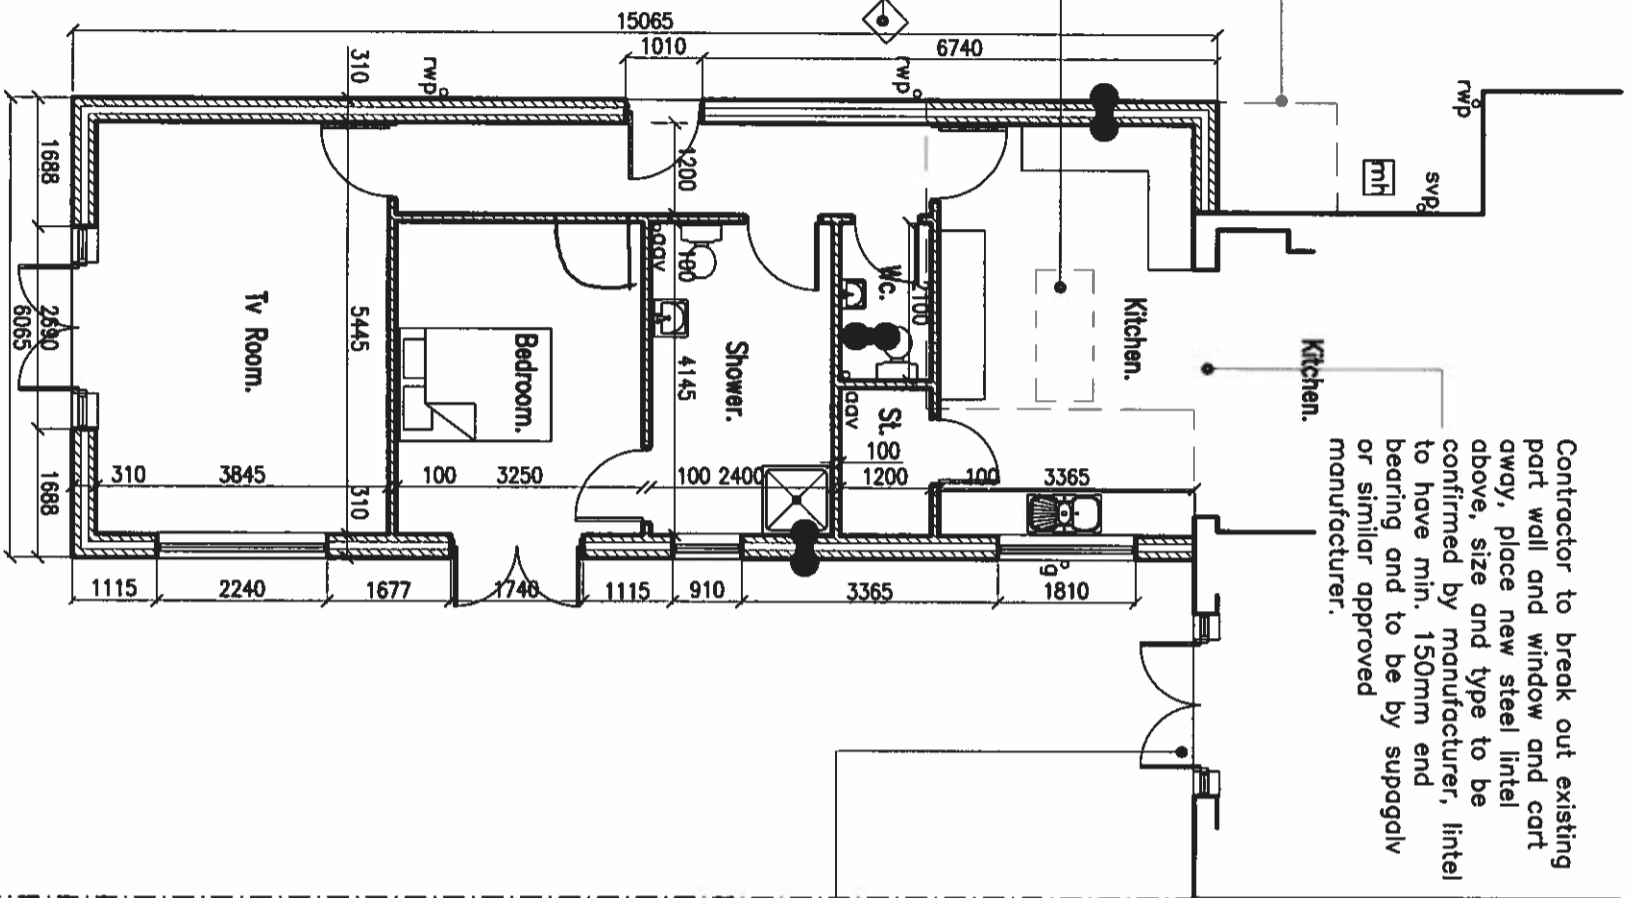 15065
1010
6740
310
rwp
rwp
rwp
mh
svp
1688
2690
6065
1688
1200
Tv Room.
5445
310
Bedroom.
aav
100
4145
Shower.
Wc.
100
aav
St.
Kitchen.
Kitchen.
310
3845
100
3250
100
2400
100
1200
100
3365
g
1115
2240
1677
1740
1115
910
3365
1810
Contractor to break out existing
part wall and window and cart
away, place new steel lintel
above, size and type to be
confirmed by manufacturer, lintel
to have min. 150mm end
bearing and to be by supagalv
or similar approved
manufacturer.